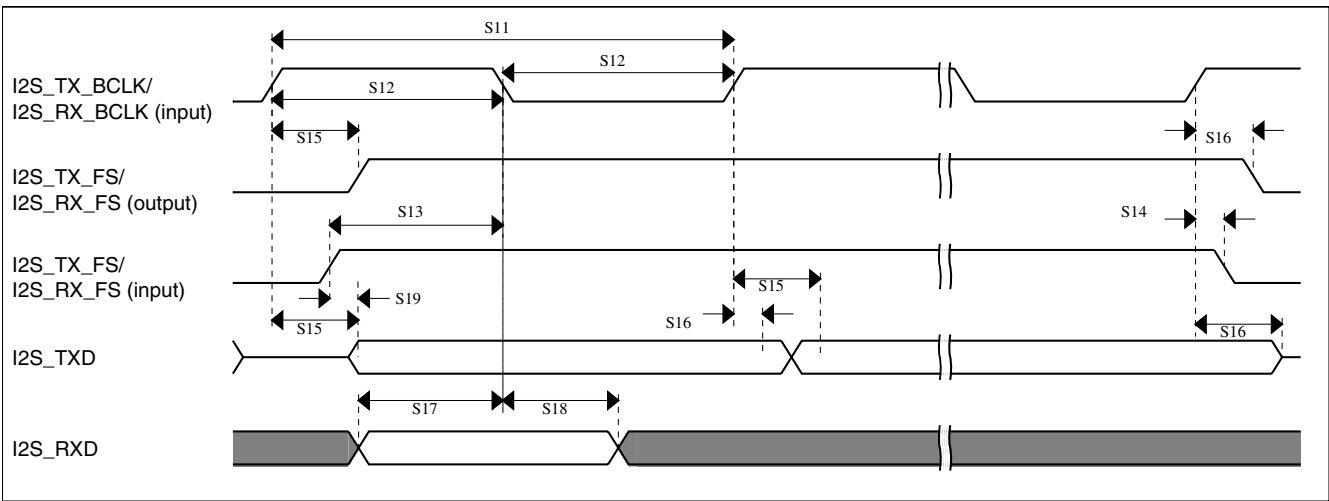 S11
I2S_TX_BCLK/
I2S_RX_BCLK (input)
S12
S12
S15
S16
I2S_TX_FS/
I2S_RX_FS (output)
S13
S14
I2S_TX_FS/
I2S_RX_FS (input)
S15
S19
S15
S16
S16
I2S_TXD
S17
S18
I2S_RXD